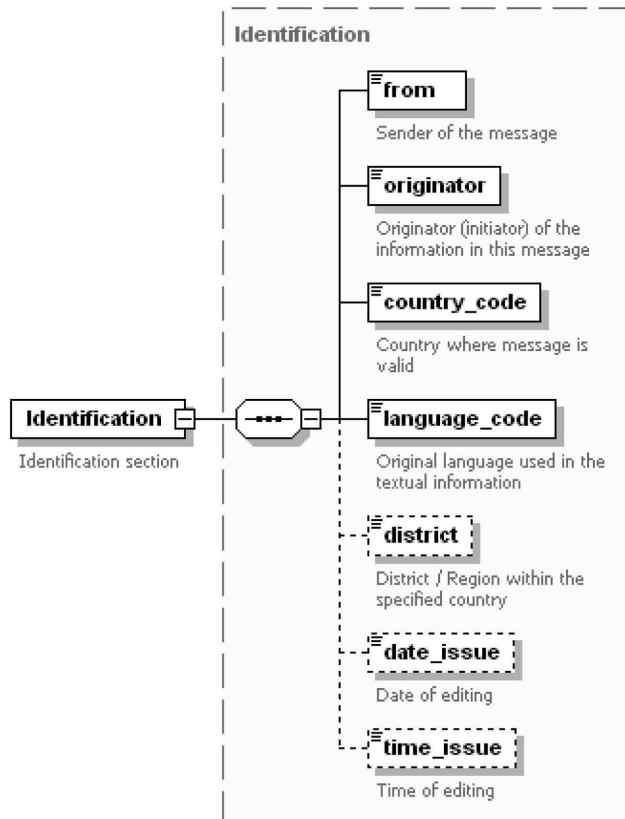 Identification
from
Sender of the message
originator
Originator (initiator) of the
information in this message
country_code
Country where message is
valid
Identification
Identification section
language_code
Original language used in the
textual information
district
District / Region within the
specified country
date_issue
Date of editing
time_issue
Time of editing